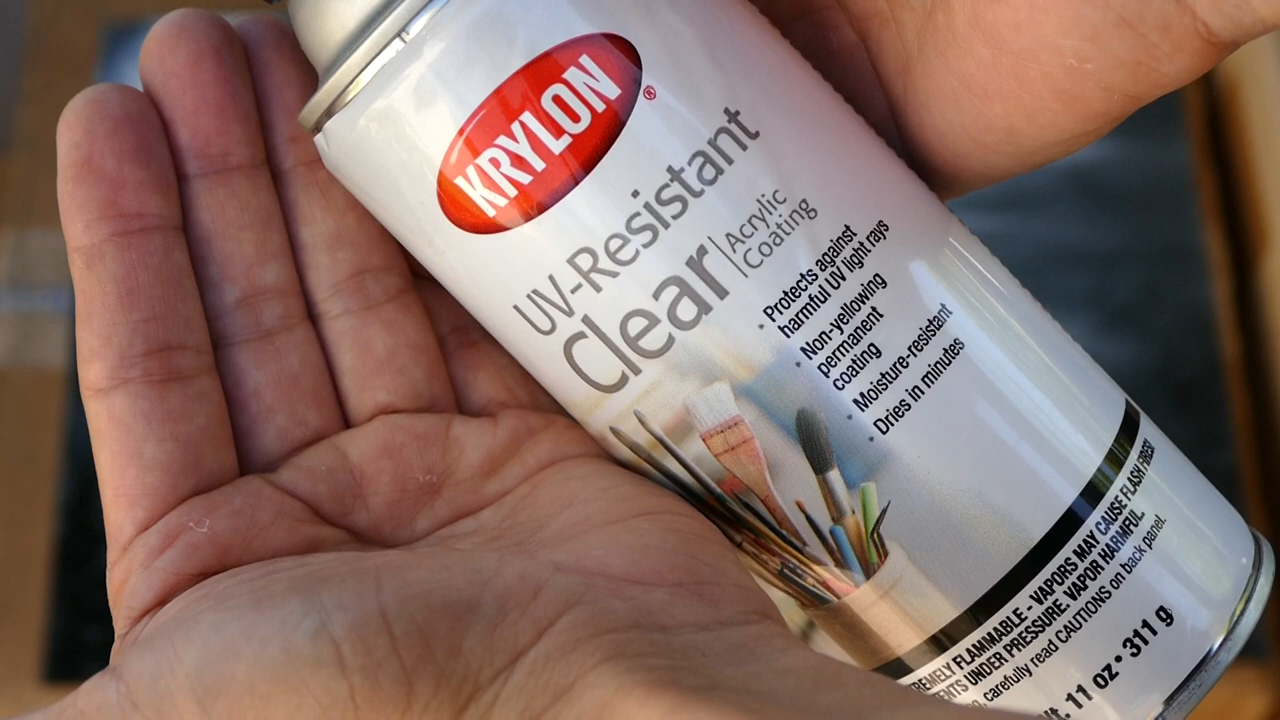 KRYLON®
UV-Resistant
Clear
Acrylic
Coating
• Protects against
harmful UV light rays
• Non-yellowing
permanent
coating
• Moisture-resistant
• Dries in minutes
FLAMMABLE - VAPORS MAY CAUSE FLASH FIRE!
UNDER PRESSURE. VAPOR HARMFUL.
carefully read CAUTIONS on back panel.
11 oz • 311 g